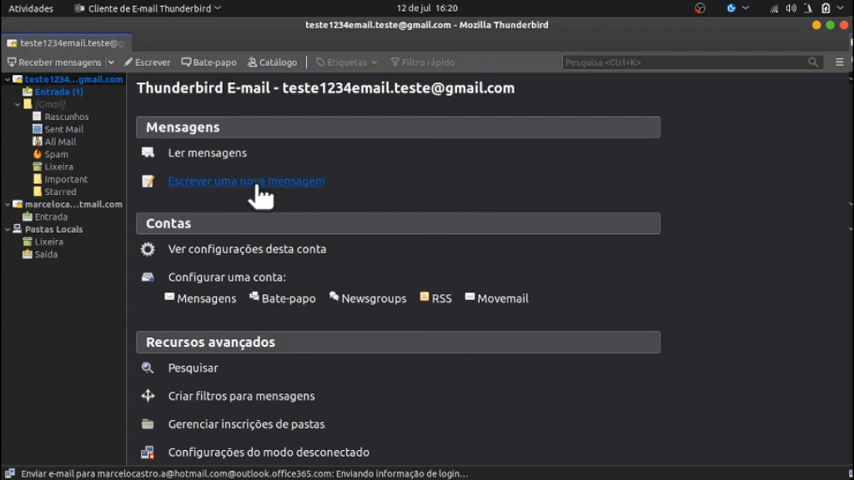 Atividades
Cliente de E-mail Thunderbird
12 de jul 16:20
teste1234email.teste@gmail.com - Mozilla Thunderbird
teste1234email.teste@g
Receber mensagens
Escrever
Bate-papo
Catálogo
Etiquetas
Filtro rápido
Pesquisa <Ctrl+K>
teste1234...gmail.com
Entrada (1)
[Gmail]
Rascunhos
Sent Mail
All Mail
Spam
Lixeira
Important
Starred
marceloca...tmail.com
Entrada
Pastas Locais
Lixeira
Saída
Thunderbird E-mail - teste1234email.teste@gmail.com
Mensagens
Ler mensagens
Escrever uma nova mensagem
Contas
Ver configurações desta conta
Configurar uma conta:
Mensagens
Bate-papo
Newsgroups
RSS
Movemail
Recursos avançados
Pesquisar
Criar filtros para mensagens
Gerenciar inscrições de pastas
Configurações do modo desconectado
Enviar e-mail para marcelocastro.a@hotmail.com@outlook.office365.com: Enviando informação de login...